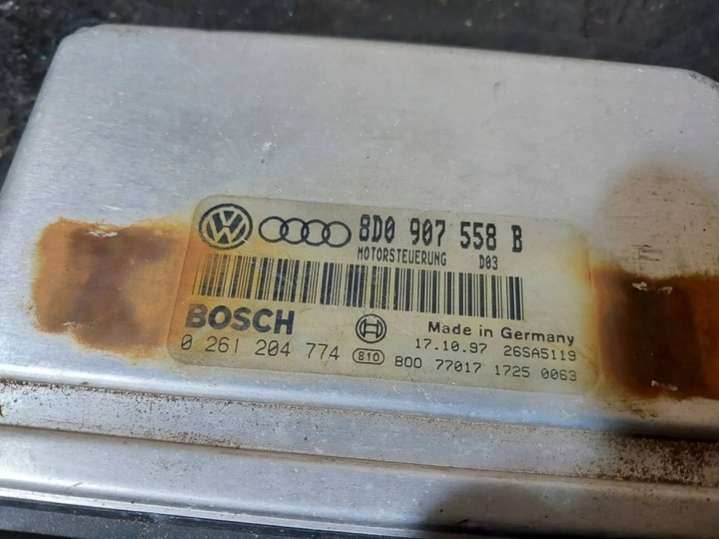 8D0 907 558 B
MOTORSTEUERUNG D03
BOSCH
Made in Germany
17.10.97 26SA5119
0 261 204 774 810 B00 77017 1725 0063